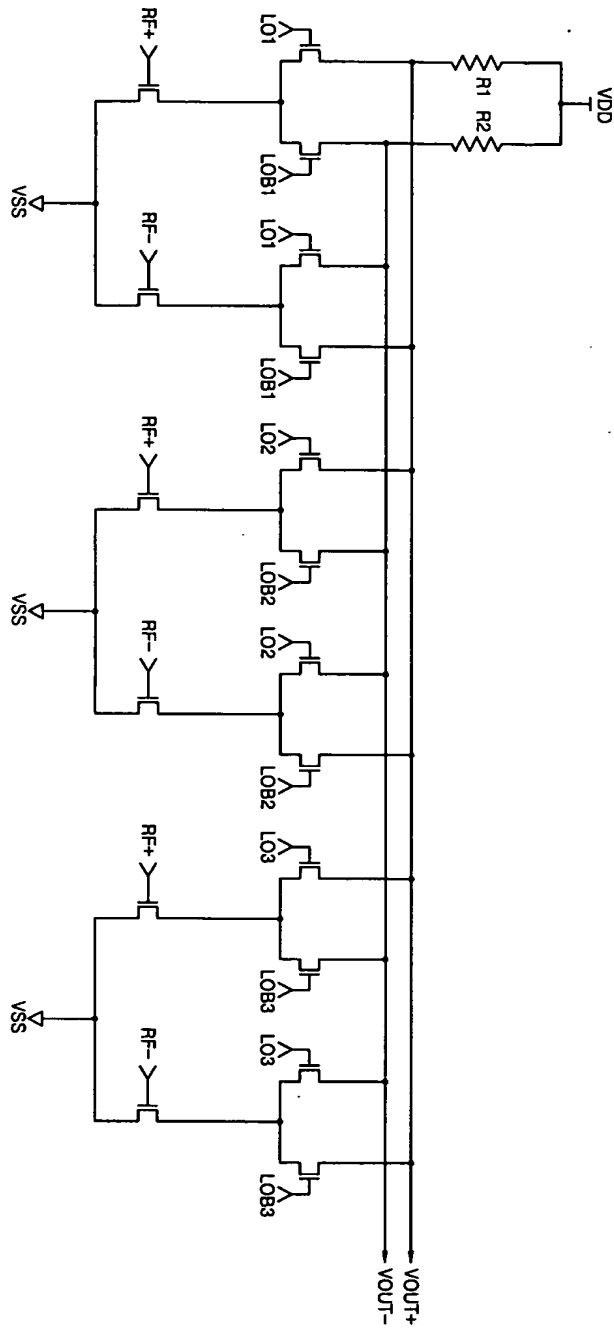 VDD
R1
R2
LO1
LOB1
LO1
LOB1
LO2
LOB2
LO2
LOB2
LO3
LOB3
LO3
LOB3
VOUT+
VOUT-
RF+
RF-
RF+
RF-
RF+
RF-
VSS
VSS
VSS